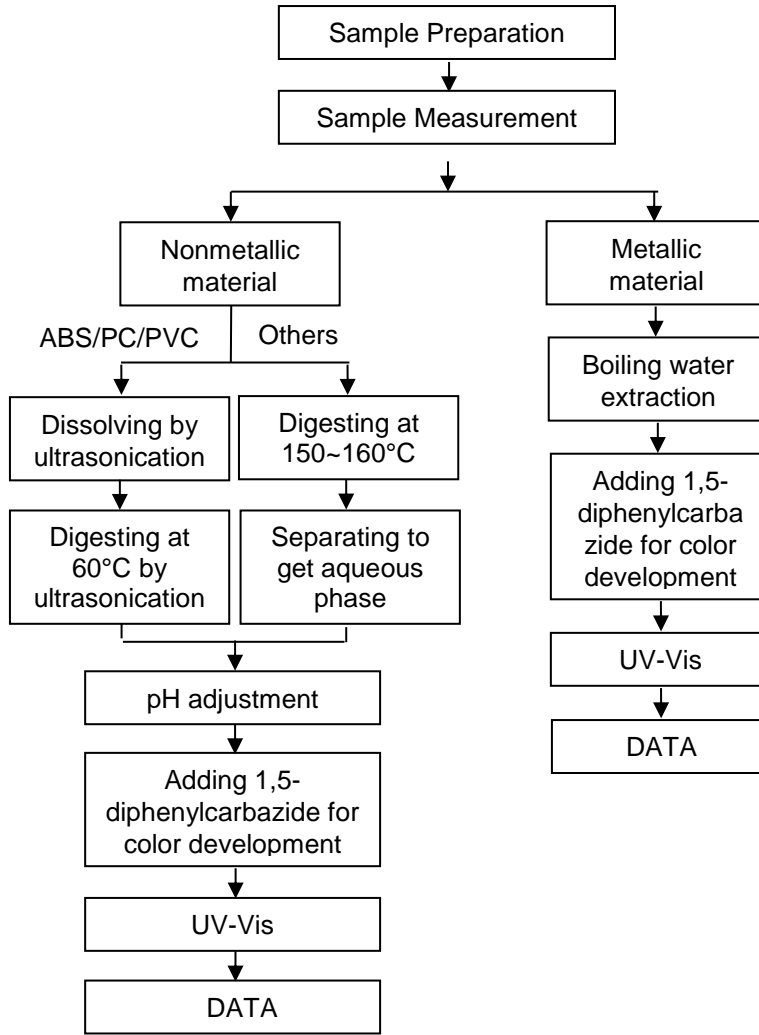 Sample Preparation
Sample Measurement
Nonmetallic
material
ABS/PC/PVC
Others
Dissolving by
ultrasonication
Digesting at
150~160°C
Digesting at
60°C by
ultrasonication
Separating to
get aqueous
phase
pH adjustment
Adding 1,5-
diphenylcarbazide for
color development
UV-Vis
DATA
Metallic
material
Boiling water
extraction
Adding 1,5-
diphenylcarba
zide for color
development
UV-Vis
DATA